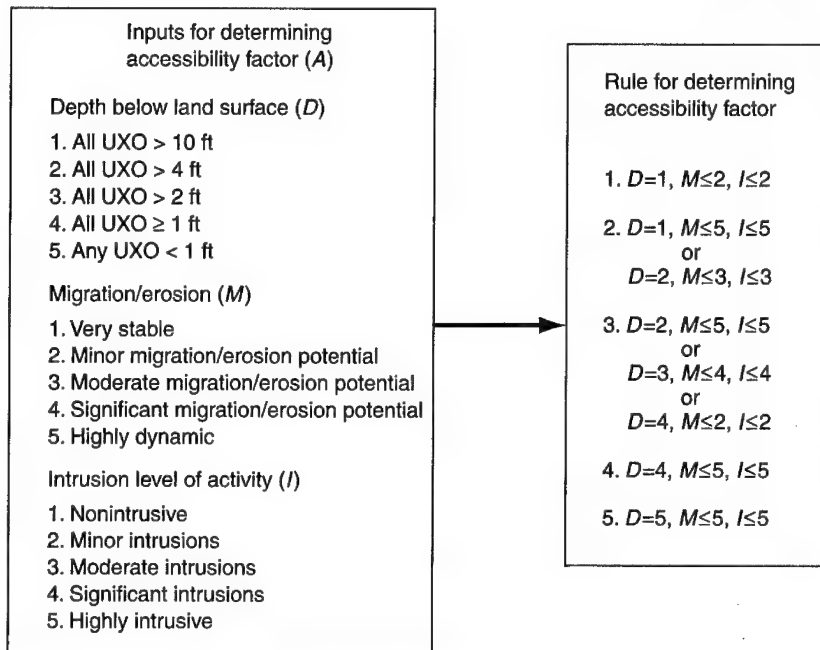 Inputs for determining
accessibility factor (A)
Depth below land surface (D)
1. All UXO > 10 ft
2. All UXO > 4 ft
3. All UXO > 2 ft
4. All UXO ≥ 1 ft
5. Any UXO < 1 ft
Migration/erosion (M)
1. Very stable
2. Minor migration/erosion potential
3. Moderate migration/erosion potential
4. Significant migration/erosion potential
5. Highly dynamic
Intrusion level of activity (I)
1. Nonintrusive
2. Minor intrusions
3. Moderate intrusions
4. Significant intrusions
5. Highly intrusive
Rule for determining
accessibility factor
1. D=1, M≤2, I≤2
2. D=1, M≤5, I≤5
or
D=2, M≤3, I≤3
3. D=2, M≤5, I≤5
or
D=3, M≤4, I≤4
or
D=4, M≤2, I≤2
4. D=4, M≤5, I≤5
5. D=5, M≤5, I≤5